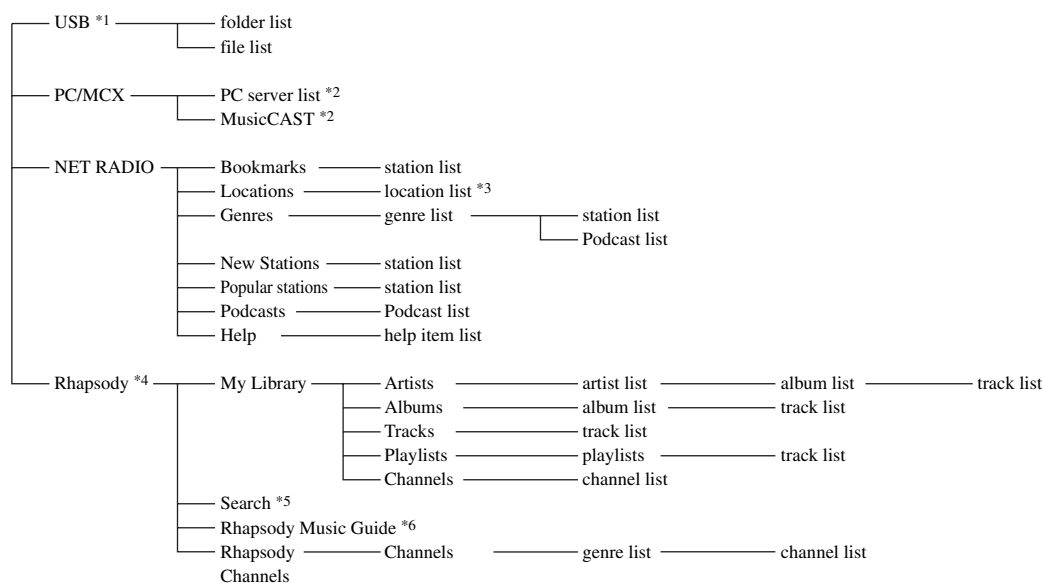 USB *1 folder list
file list
PC/MCX PC server list *2
MusicCAST *2
NET RADIO Bookmarks station list
Locations location list *3
Genres genre list station list
Podcast list
New Stations station list
Popular stations station list
Podcasts Podcast list
Help help item list
Rhapsody *4 My Library Artists artist list album list track list
Albums album list track list
Tracks track list
Playlists playlists track list
Channels channel list
Search *5
Rhapsody Music Guide *6
Rhapsody Channels genre list channel list
Channels